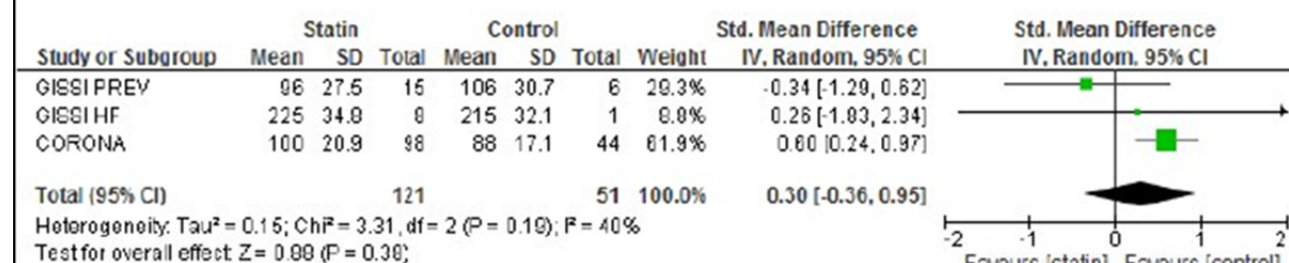 Statin Control Std. Mean Difference Std. Mean Difference
Study or Subgroup Mean SD Total Mean SD Total Weight IV, Random, 95% CI IV, Random, 95% CI
GISSI PREV 96 27.5 15 106 30.7 6 29.3% -0.34 [-1.29, 0.62]
GISSI HF 225 34.8 8 215 32.1 1 8.8% 0.26 [-1.83, 2.34]
CORONA 100 20.9 98 88 17.1 44 61.9% 0.60 [0.24, 0.97]
Total (95% CI) 121 51 100.0% 0.30 [-0.36, 0.95]
Heterogeneity: Tau² = 0.15; Chi² = 3.31, df = 2 (P = 0.19); I² = 40%
Test for overall effect: Z = 0.88 (P = 0.38)
-2 -1 0 1 2
Favours [statin] Favours [control]